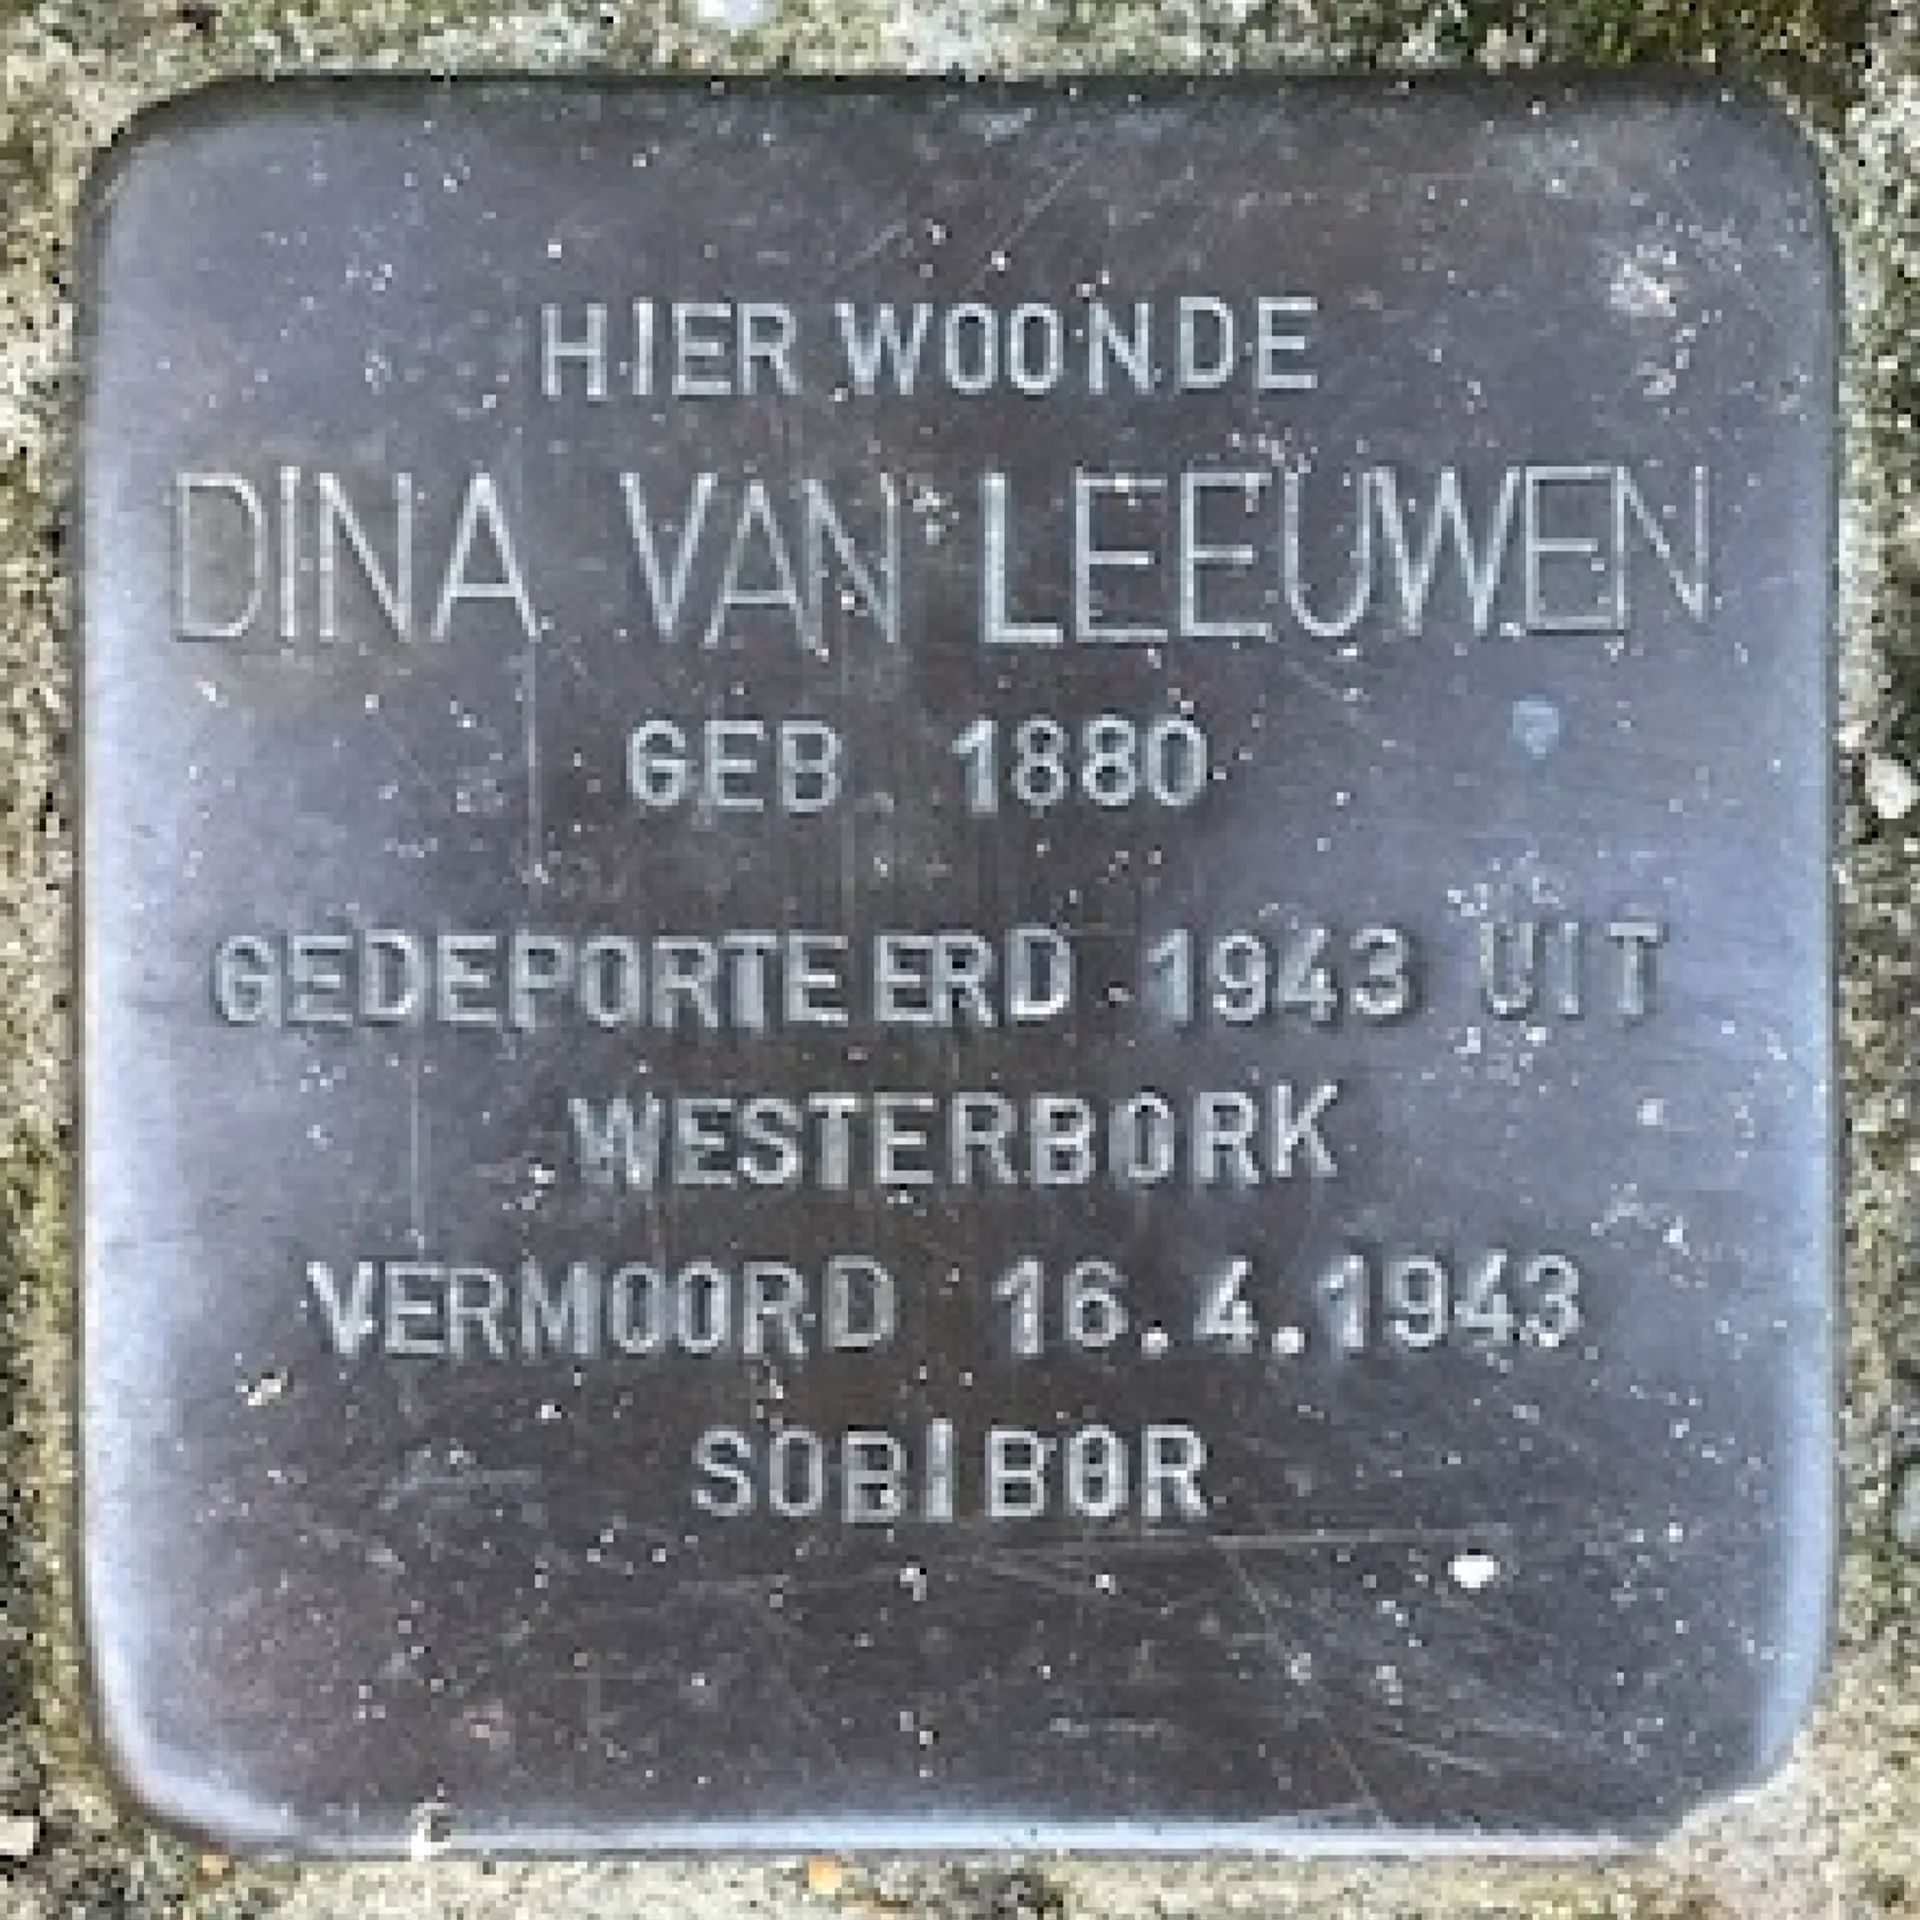 HIER WOONDE
DINA VAN LEEUWEN
GEB 1880
GEDEPORTEERD 1943 UIT
WESTERBORK
VERMOORD 16.4.1943
SOBIBOR